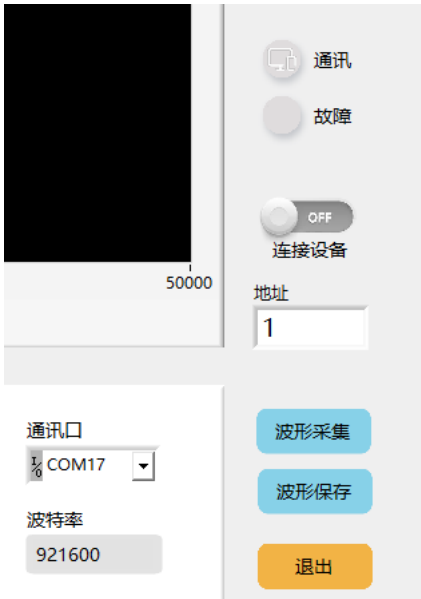 通讯
故障
OFF
连接设备
50000
地址
1
通讯口
I/O COM17
波特率
921600
波形采集
波形保存
退出